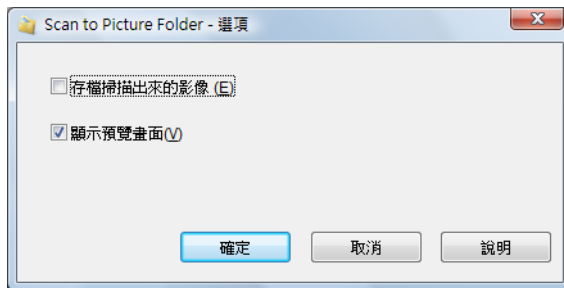 Scan to Picture Folder - 選項
存檔掃描出來的影像 (E)
顯示預覽畫面(V)
確定 取消 說明